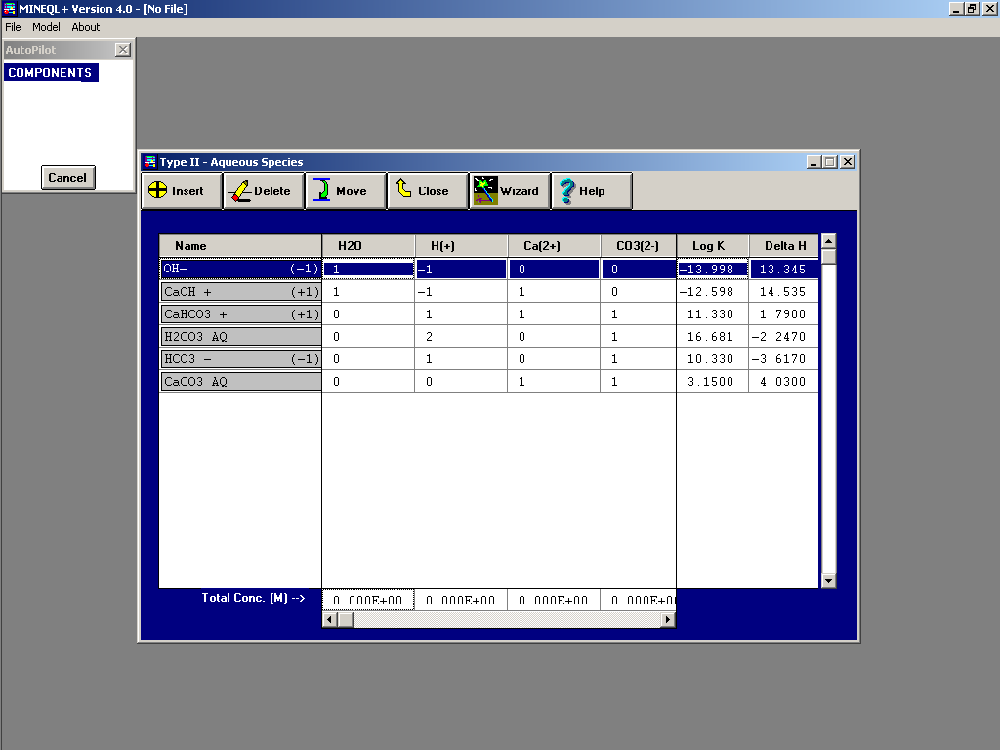 MINEQL+ Version 4.0 - [No File]
File Model About
AutoPilot
COMPONENTS
Cancel
Type II - Aqueous Species
Insert Delete Move Close Wizard Help
Name H2O H(+) Ca(2+) CO3(2-) Log K Delta H
OH- (-1) 1 -1 0 0 -13.998 13.345
CaOH + (+1) 1 -1 1 0 -12.598 14.535
CaHCO3 + (+1) 0 1 1 1 11.330 1.7900
H2CO3 AQ 0 2 0 1 16.681 -2.2470
HCO3 - (-1) 0 1 0 1 10.330 -3.6170
CaCO3 AQ 0 0 1 1 3.1500 4.0300
Total Conc. (M) --> 0.000E+00 0.000E+00 0.000E+00 0.000E+0